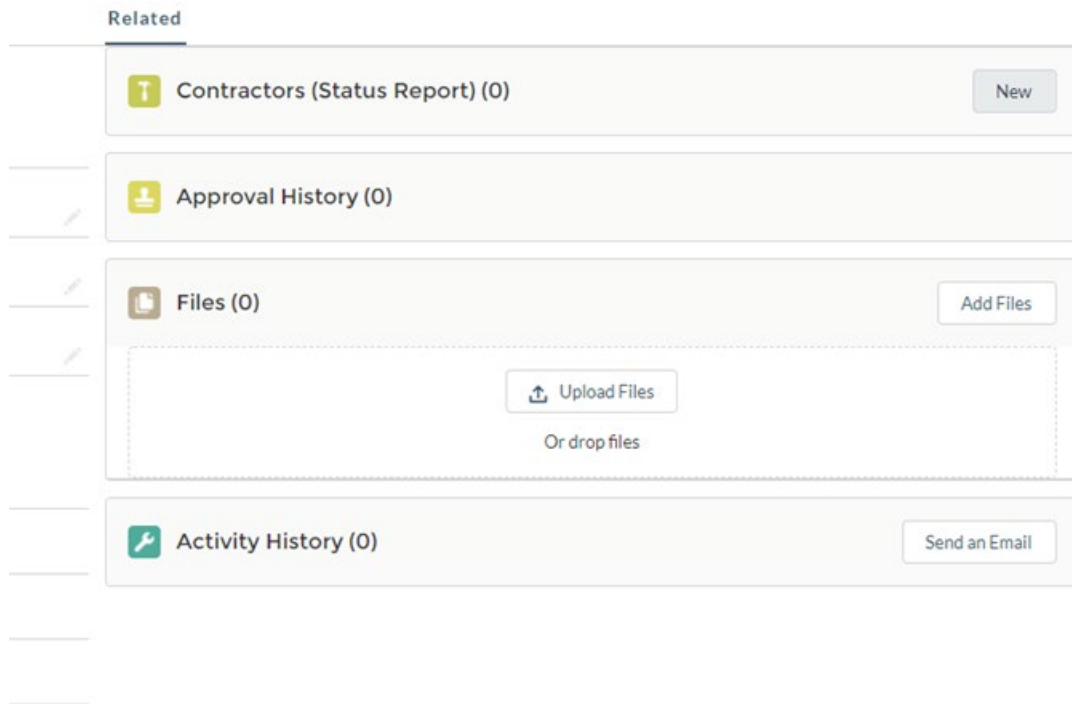 Related
Contractors (Status Report) (0)
New
Approval History (0)
Files (0)
Add Files
Upload Files
Or drop files
Activity History (0)
Send an Email